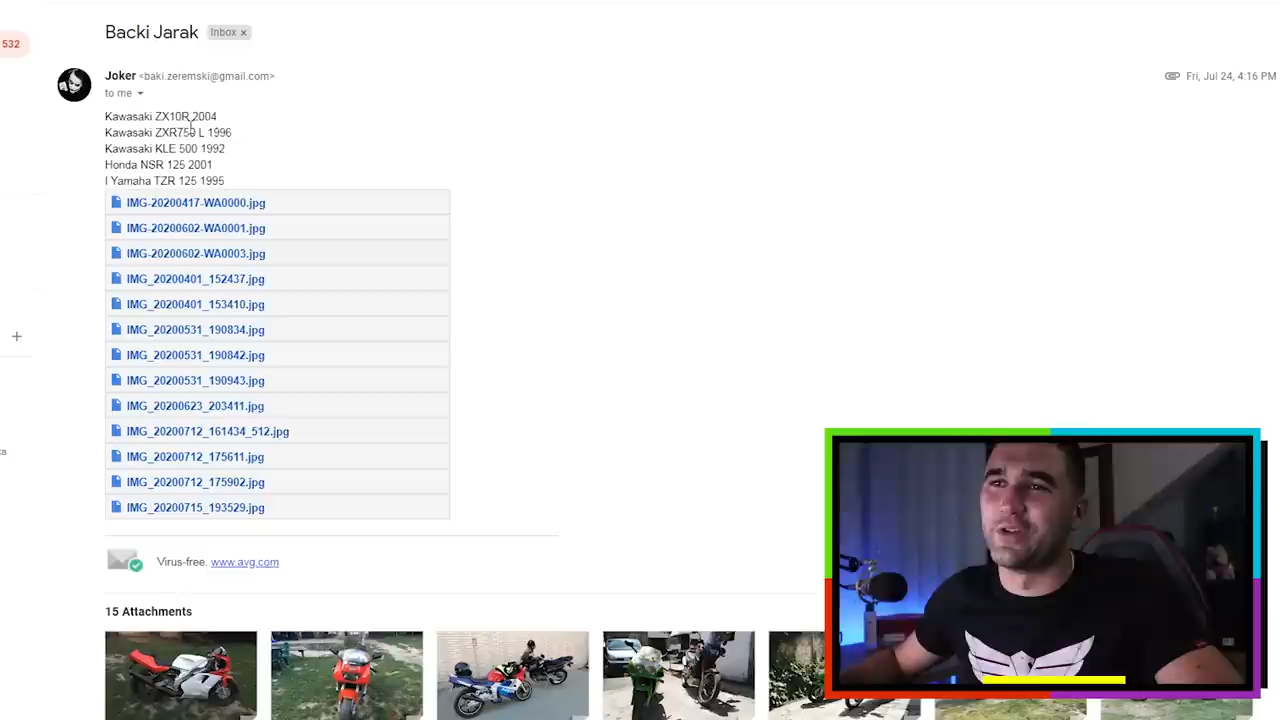 Backi Jarak Inbox ×
532
Joker <baki.zeremski@gmail.com>
Fri, Jul 24, 4:16 PM
to me
Kawasaki ZX10R 2004
Kawasaki ZXR750 L 1996
Kawasaki KLE 500 1992
Honda NSR 125 2001
I Yamaha TZR 125 1995
IMG-20200417-WA0000.jpg
IMG-20200602-WA0001.jpg
IMG-20200602-WA0003.jpg
IMG_20200401_152437.jpg
IMG_20200401_153410.jpg
IMG_20200531_190834.jpg
IMG_20200531_190842.jpg
IMG_20200531_190943.jpg
IMG_20200623_203411.jpg
IMG_20200712_161434_512.jpg
IMG_20200712_175611.jpg
IMG_20200712_175902.jpg
IMG_20200715_193529.jpg
Virus-free. www.avg.com
15 Attachments